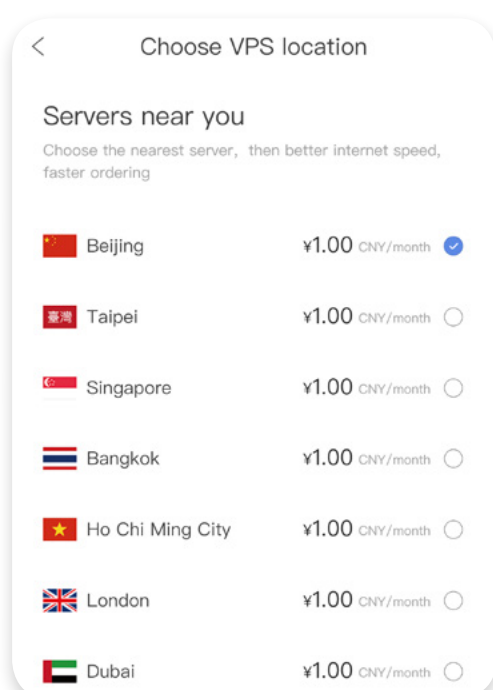 Choose VPS location
Servers near you
Choose the nearest server, then better internet speed,
faster ordering
Beijing ¥1.00 CNY/month
臺灣 Taipei ¥1.00 CNY/month
Singapore ¥1.00 CNY/month
Bangkok ¥1.00 CNY/month
Ho Chi Ming City ¥1.00 CNY/month
London ¥1.00 CNY/month
Dubai ¥1.00 CNY/month